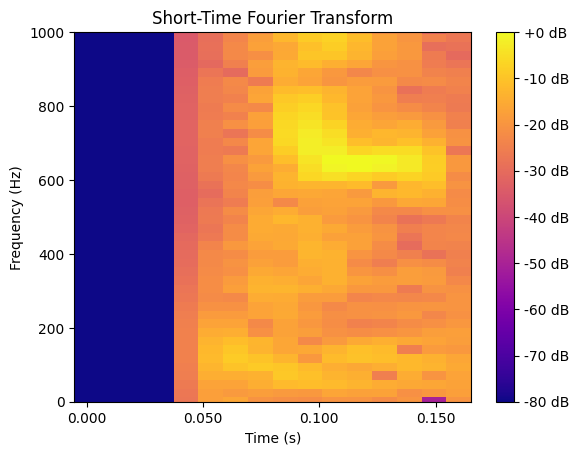 Short-Time Fourier Transform
Frequency (Hz)
1000
800
600
400
200
0
0.000
0.050
0.100
0.150
Time (s)
+0 dB
-10 dB
-20 dB
-30 dB
-40 dB
-50 dB
-60 dB
-70 dB
-80 dB